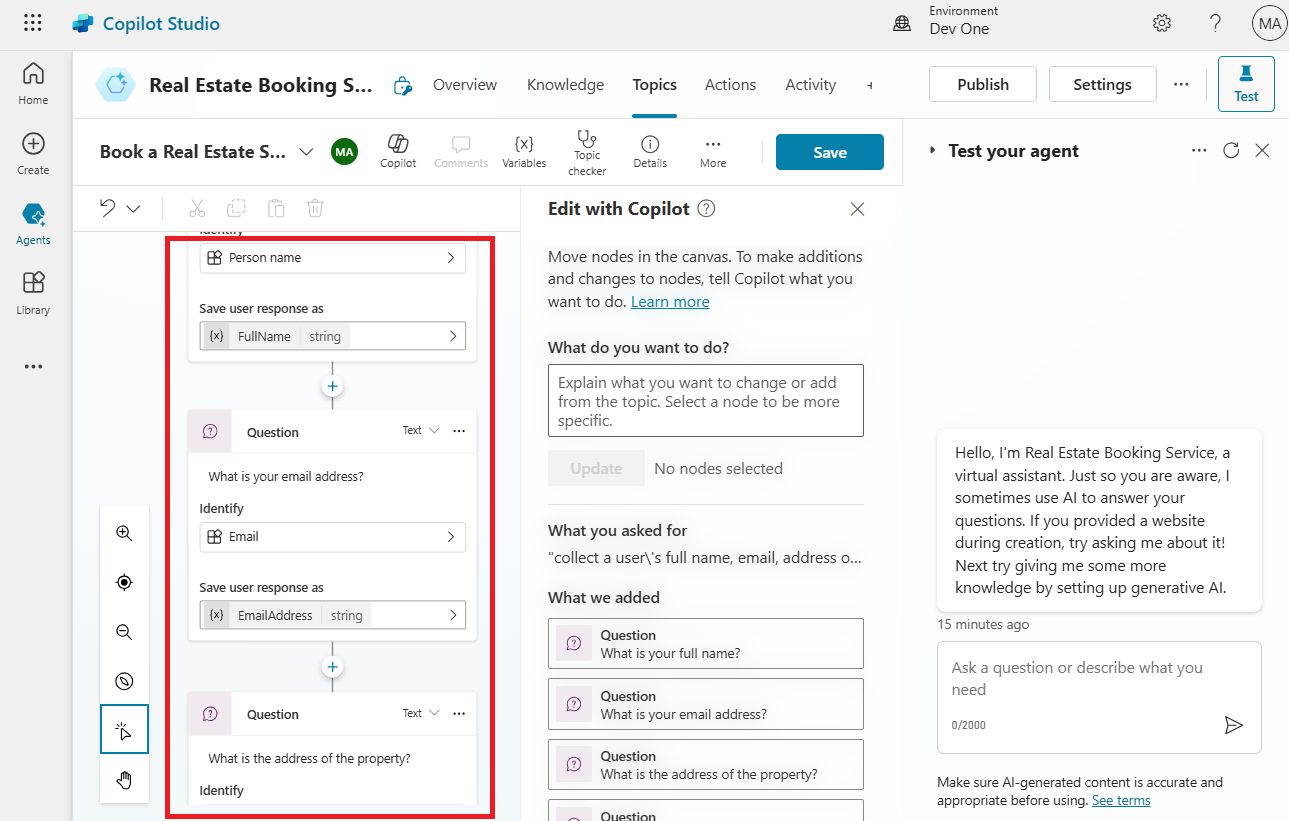 Copilot Studio
Environment
Dev One
MA
Home
Create
Agents
Library
Real Estate Booking S...
Overview
Knowledge
Topics
Actions
Activity
Publish
Settings
Test
Book a Real Estate S...
MA
Copilot
Comments
{x}
Variables
Topic
checker
Details
More
Save
Identify
Person name
Save user response as
{x} FullName string
Question
Text
What is your email address?
Identify
Email
Save user response as
{x} EmailAddress string
Question
Text
What is the address of the property?
Identify
Edit with Copilot
Move nodes in the canvas. To make additions
and changes to nodes, tell Copilot what you
want to do. Learn more
What do you want to do?
Explain what you want to change or add
from the topic. Select a node to be more
specific.
Update
No nodes selected
What you asked for
"collect a user\'s full name, email, address o...
What we added
Question
What is your full name?
Question
What is your email address?
Question
What is the address of the property?
Question
Test your agent
Hello, I'm Real Estate Booking Service, a
virtual assistant. Just so you are aware, I
sometimes use AI to answer your
questions. If you provided a website
during creation, try asking me about it!
Next try giving me some more
knowledge by setting up generative AI.
15 minutes ago
Ask a question or describe what you
need
0/2000
Make sure AI-generated content is accurate and
appropriate before using. See terms